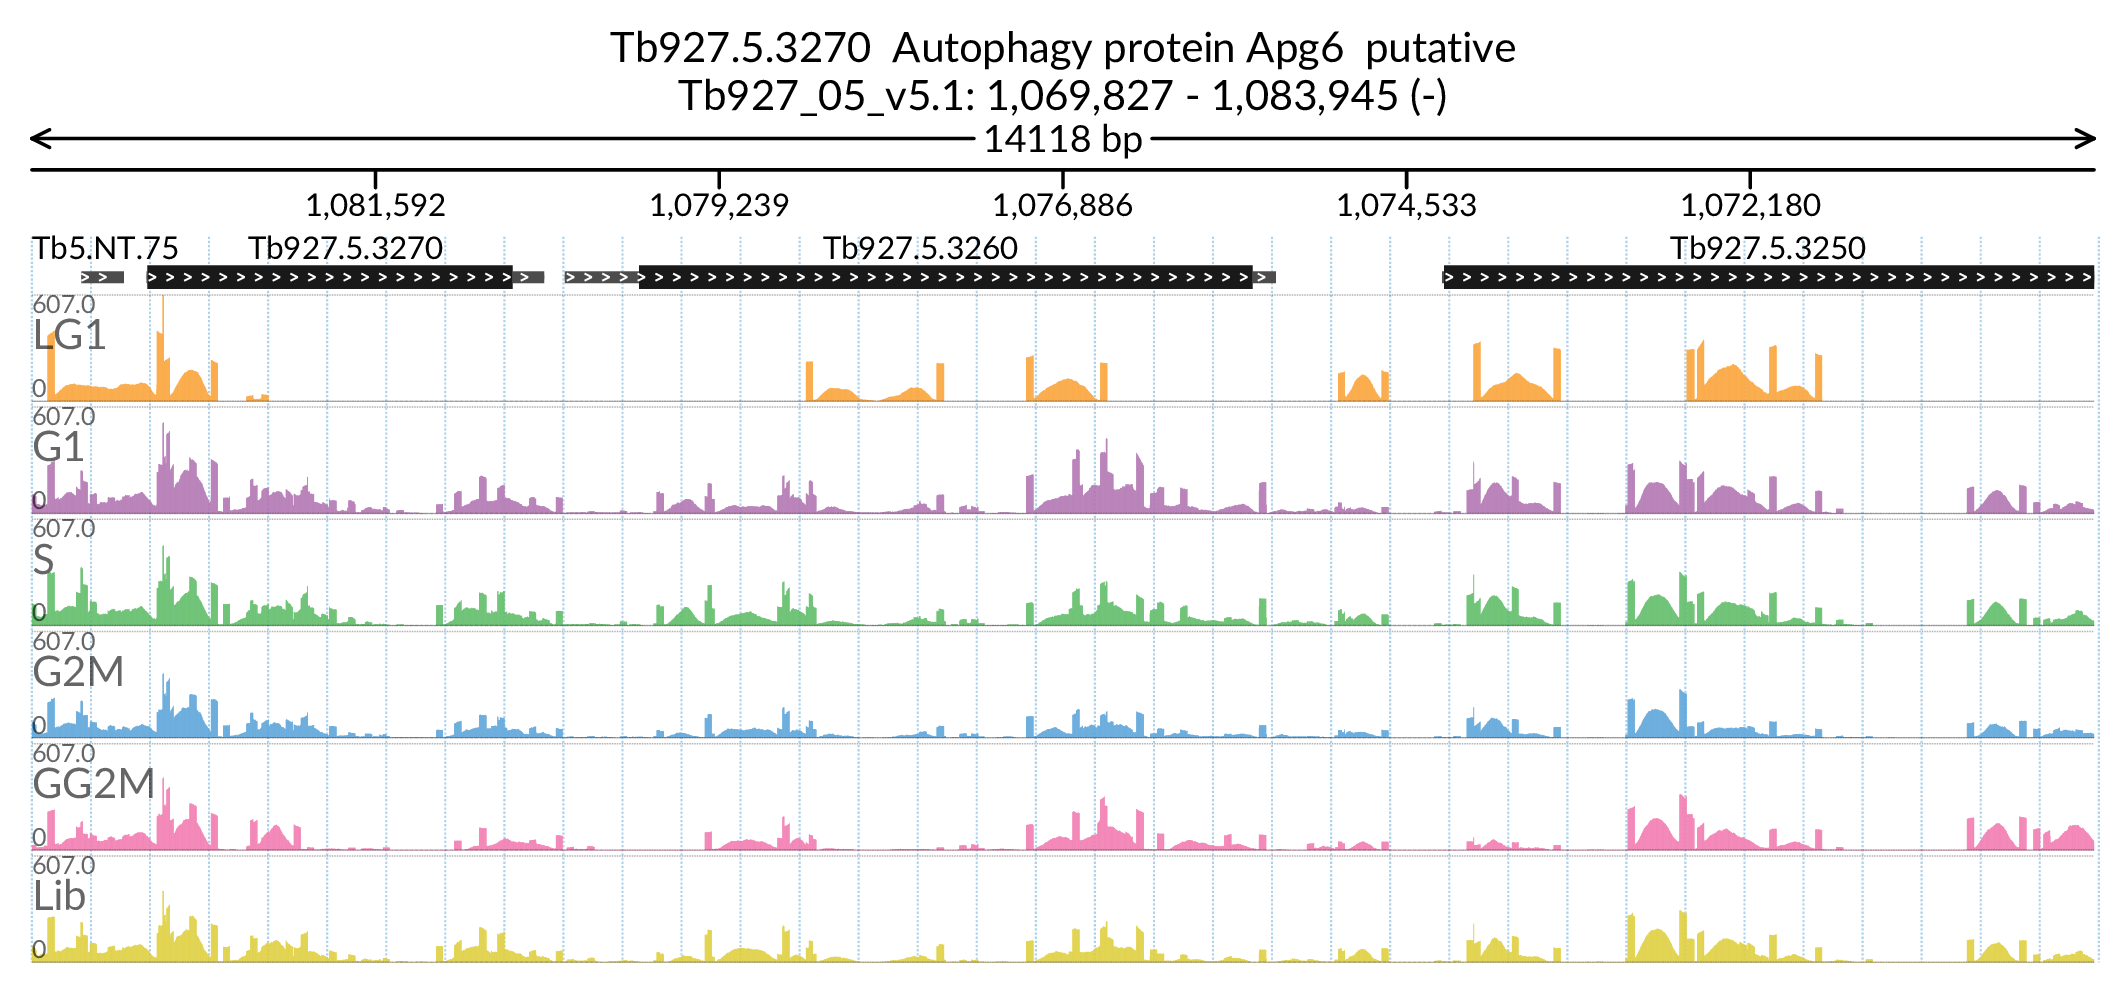 Tb927.5.3270  Autophagy protein Apg6  putative
Tb927_05_v5.1: 1,069,827 - 1,083,945 (-)
14118 bp
1,081,592 1,079,239 1,076,886 1,074,533 1,072,180
Tb5.NT.75 Tb927.5.3270 Tb927.5.3260 Tb927.5.3250
607.0
LG1
0
607.0
G1
0
607.0
S
0
607.0
G2M
0
607.0
GG2M
0
607.0
Lib
0